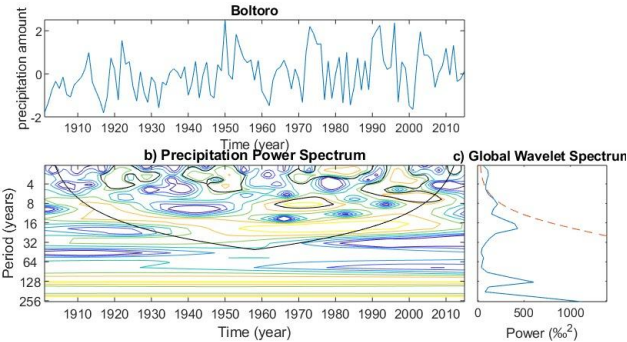 Boltoro
precipitation amount
2
0
-2
1910 1920 1930 1940 1950 1960 1970 1980 1990 2000 2010
Time (year)
b) Precipitation Power Spectrum
c) Global Wavelet Spectrum
Period (years)
4
8
16
32
64
128
256
1910 1920 1930 1940 1950 1960 1970 1980 1990 2000 2010
Time (year)
0 500 1000
Power (‰²)